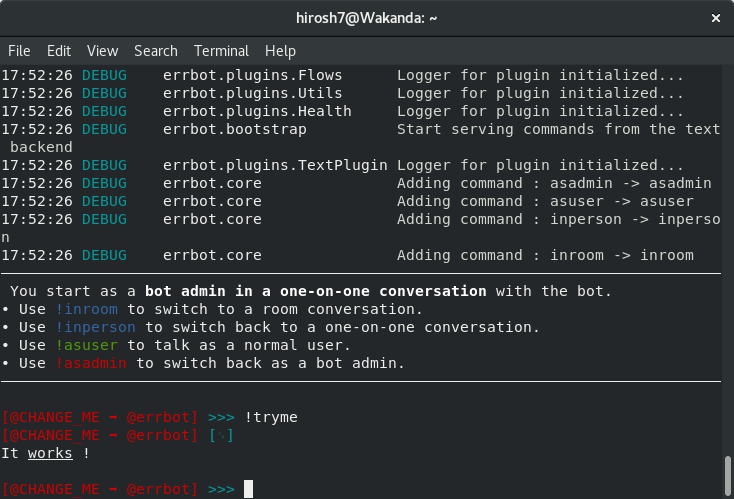 hirosh7@Wakanda: ~
File Edit View Search Terminal Help
17:52:26 DEBUG    errbot.plugins.Flows      Logger for plugin initialized...
17:52:26 DEBUG    errbot.plugins.Utils      Logger for plugin initialized...
17:52:26 DEBUG    errbot.plugins.Health     Logger for plugin initialized...
17:52:26 DEBUG    errbot.bootstrap          Start serving commands from the text
 backend
17:52:26 DEBUG    errbot.plugins.TextPlugin Logger for plugin initialized...
17:52:26 DEBUG    errbot.core               Adding command : asadmin -> asadmin
17:52:26 DEBUG    errbot.core               Adding command : asuser -> asuser
17:52:26 DEBUG    errbot.core               Adding command : inperson -> inperso
n
17:52:26 DEBUG    errbot.core               Adding command : inroom -> inroom
 You start as a bot admin in a one-on-one conversation with the bot.
• Use !inroom to switch to a room conversation.
• Use !inperson to switch back to a one-on-one conversation.
• Use !asuser to talk as a normal user.
• Use !asadmin to switch back as a bot admin.
[@CHANGE_ME ➡ @errbot] >>> !tryme
[@CHANGE_ME ➡ @errbot] [ ]
It works !
[@CHANGE_ME ➡ @errbot] >>>